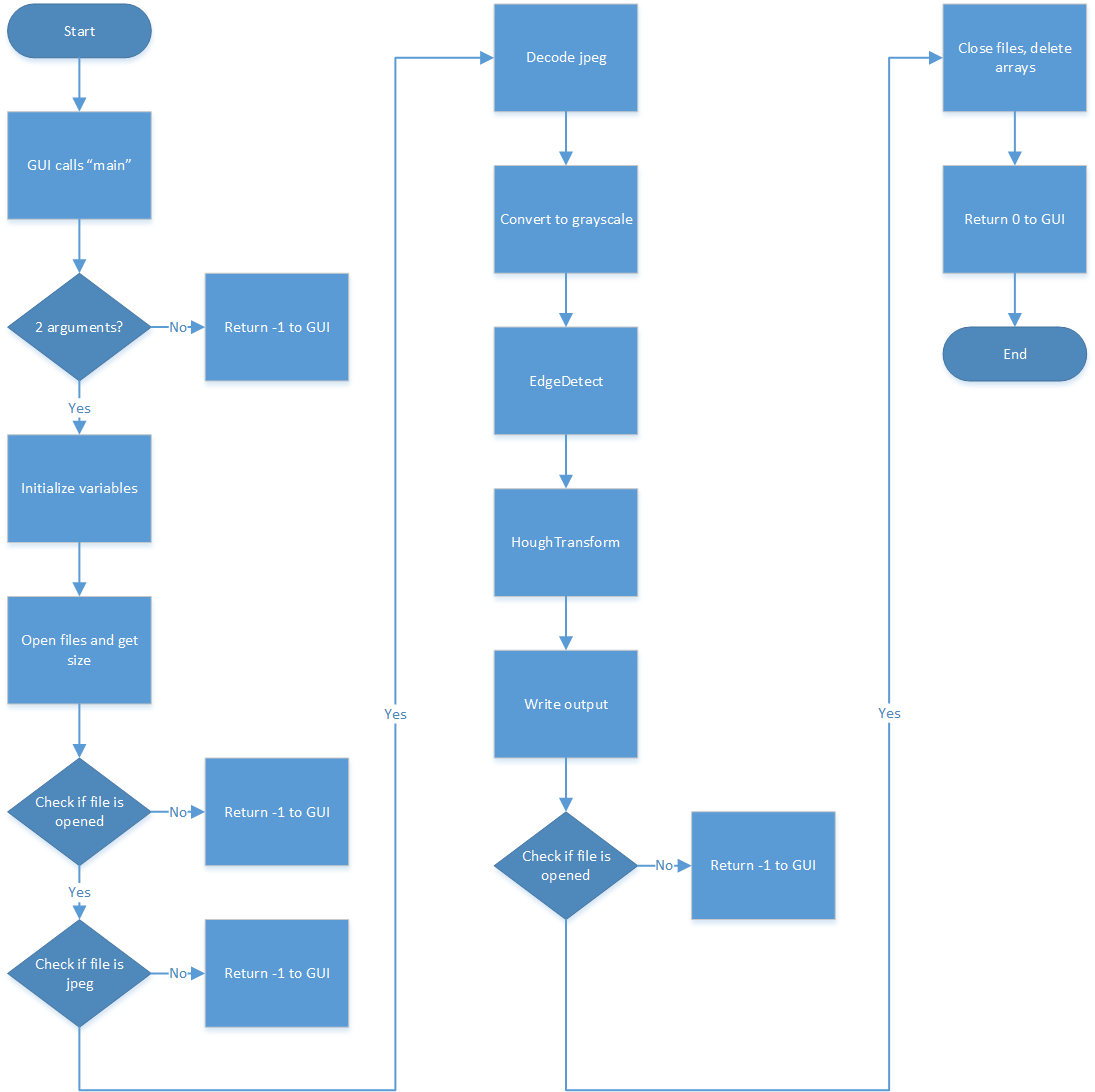 Start
GUI calls “main”
2 arguments?
No
Return -1 to GUI
Yes
Initialize variables
Open files and get
size
Check if file is
opened
No
Return -1 to GUI
Yes
Check if file is
jpeg
No
Return -1 to GUI
Yes
Decode jpeg
Convert to grayscale
EdgeDetect
HoughTransform
Write output
Check if file is
opened
No
Return -1 to GUI
Yes
Close files, delete
arrays
Return 0 to GUI
End